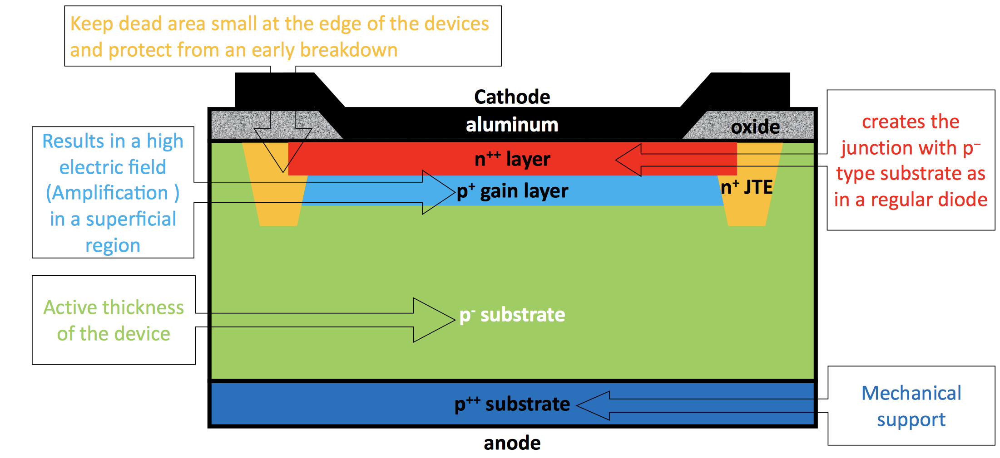 Keep dead area small at the edge of the devices
and protect from an early breakdown
Cathode
aluminum
oxide
creates the
junction with p⁻
type substrate as
in a regular diode
Results in a high
electric field
(Amplification )
in a superficial
region
n⁺⁺ layer
p⁺ gain layer
n⁺ JTE
Active thickness
of the device
p⁻ substrate
p⁺⁺ substrate
Mechanical
support
anode